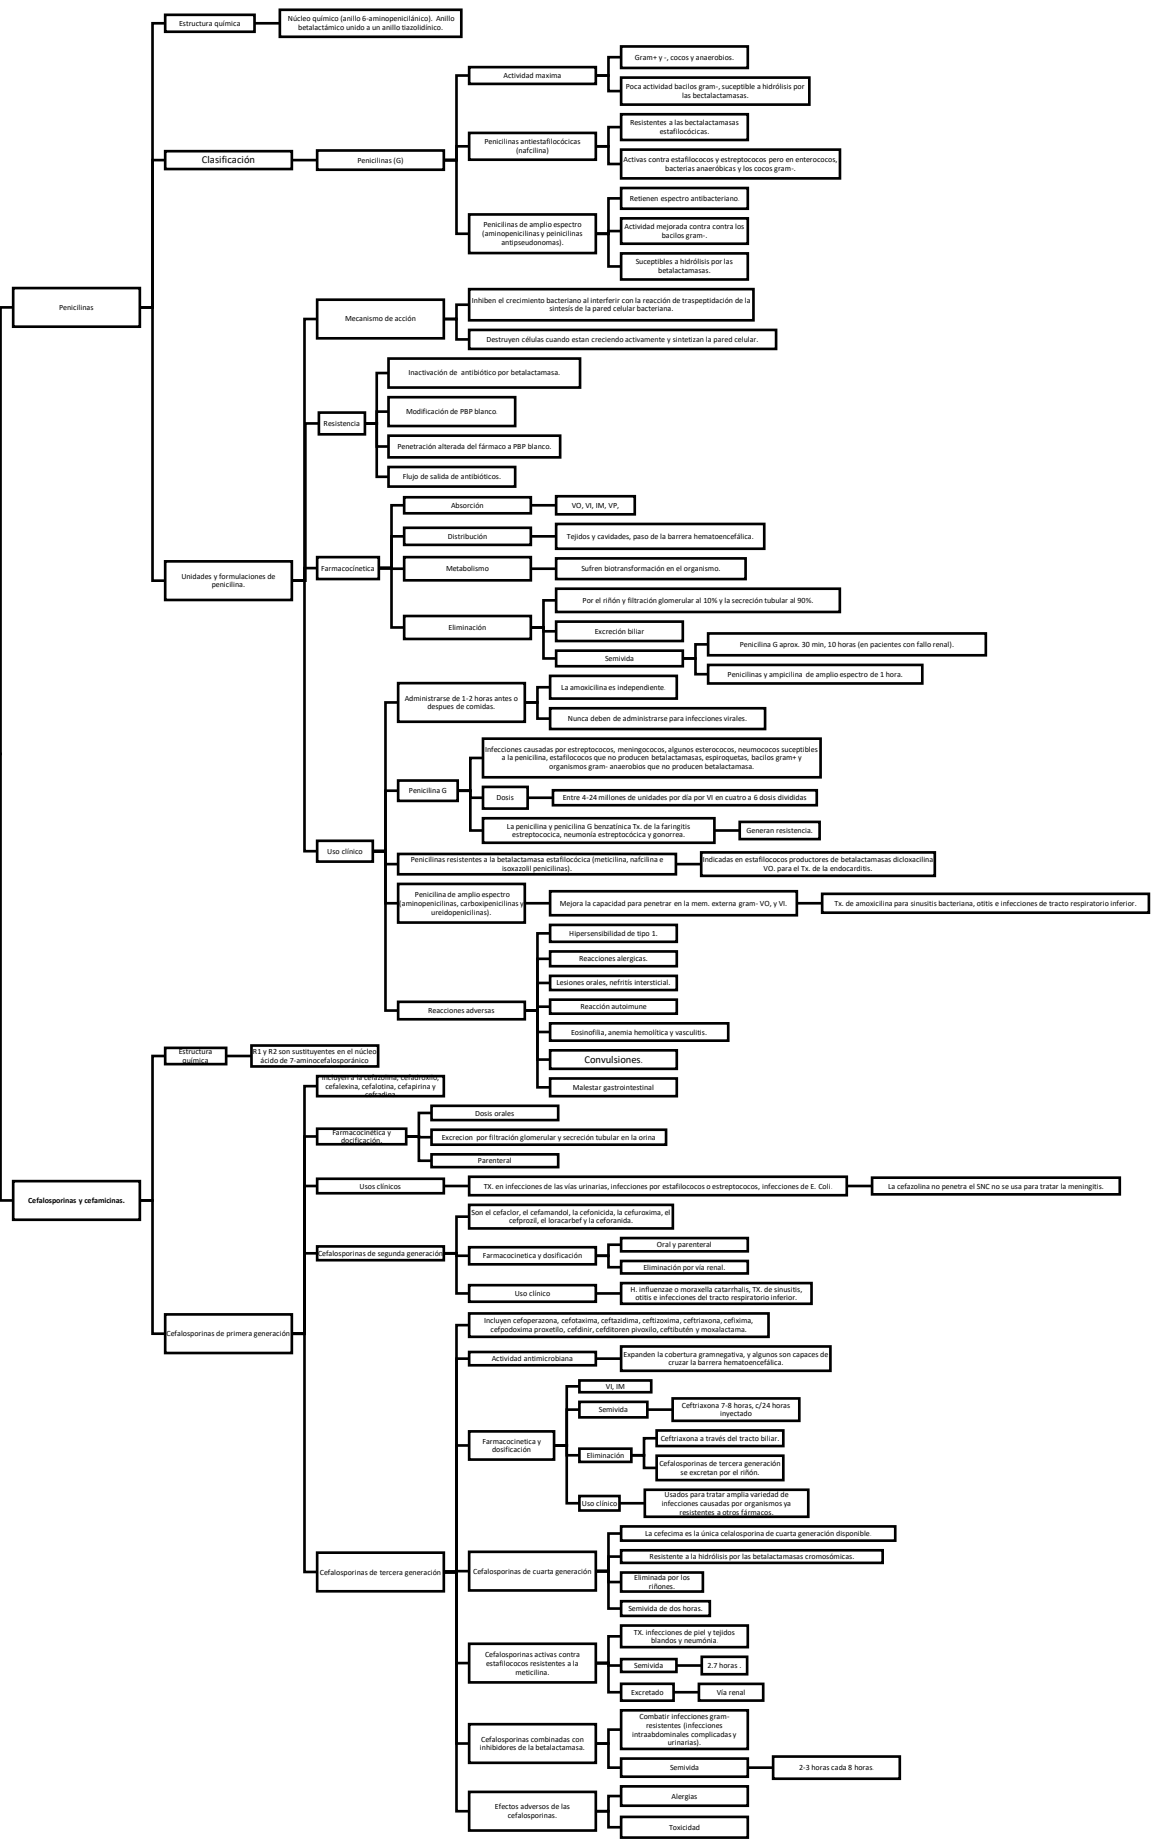 Estructura química
Núcleo químico (anillo 6-aminopenicilánico). Anillo
betalactámico unido a un anillo tiazolidínico.
Penicilinas
Clasificación
Penicilinas (G)
Actividad maxima
Gram+ y -, cocos y anaerobios.
Poca actividad bacilos gram-, suceptible a hidrólisis por
las bectalactamasas.
Penicilinas antiestafilocócicas
(nafcilina)
Resistentes a las bectalactamasas
estafilocócicas.
Activas contra estafilococos y estreptococos pero en enterococos,
bacterias anaeróbicas y los cocos gram-.
Penicilinas de amplio espectro
(aminopenicilinas y peinicilinas
antipseudonomas).
Retienen espectro antibacteriano.
Actividad mejorada contra contra los
bacilos gram-.
Suceptibles a hidrólisis por las
betalactamasas.
Unidades y formulaciones de
penicilina.
Mecanismo de acción
Inhiben el crecimiento bacteriano al interferir con la reacción de traspeptidación de la
sintesís de la pared celular bacteriana.
Destruyen células cuando estan creciendo activamente y sintetizan la pared celular.
Resistencia
Inactivación de antibiótico por betalactamasa.
Modificación de PBP blanco.
Penetración alterada del fármaco a PBP blanco.
Flujo de salida de antibióticos.
Farmacocínetica
Absorción
VO, VI, IM, VP,
Distribución
Tejidos y cavidades, paso de la barrera hematoencefálica.
Metabolismo
Sufren biotransformación en el organismo.
Eliminación
Por el riñón y filtración glomerular al 10% y la secreción tubular al 90%.
Excreción biliar
Semivida
Penicilina G aprox. 30 min, 10 horas (en pacientes con fallo renal).
Penicilinas y ampicilina de amplio espectro de 1 hora.
Uso clínico
Administrarse de 1-2 horas antes o
despues de comidas.
La amoxicilina es independiente.
Nunca deben de administrarse para infecciones virales.
Penicilina G
Infecciones causadas por estreptococos, meningococos, algunos esterococos, neumococos suceptibles
a la penicilina, estafilococos que no producen betalactamasas, espiroquetas, bacilos gram+ y
organismos gram- anaerobios que no producen betalactamasa.
Dosis
Entre 4-24 millones de unidades por día por VI en cuatro a 6 dosis divididas
La penicilina y penicilina G benzatínica Tx. de la faringitis
estreptococica, neumonía estreptocócica y gonorrea.
Generan resistencia.
Penicilinas resistentes a la betalactamasa estafilocócica (meticilina, nafcilina e
isoxazolil penicilinas).
Indicadas en estafilococos productores de betalactamasas dicloxacilina
VO. para el Tx. de la endocarditis.
Penicilina de amplio espectro
(aminopenicilinas, carboxipenicilinas y
ureidopenicilinas).
Mejora la capacidad para penetrar en la mem. externa gram- VO, y VI.
Tx. de amoxicilina para sinusitis bacteriana, otitis e infecciones de tracto respiratorio inferior.
Reacciones adversas
Hipersensibilidad de tipo 1.
Reacciones alergicas.
Lesiones orales, nefritis intersticial.
Reacción autoimune
Eosinofilia, anemia hemolítica y vasculitis.
Convulsiones.
Malestar gastrointestinal
Cefalosporinas y cefamicinas.
Estructura
química
R1 y R2 son sustituyentes en el núcleo
ácido de 7-aminocefalosporánico
Cefalosporinas de primera generación
Incluyen a la cefazolina, cefadroxilo,
cefalexina, cefalotina, cefapirina y
cefradina.
Farmacocinética y
docificación.
Dosis orales
Excrecion por filtración glomerular y secreción tubular en la orina
Parenteral
Usos clínicos
TX. en infecciones de las vías urinarias, infecciones por estafilococos o estreptococos, infecciones de E. Coli.
La cefazolino no penetra el SNC no se usa para tratar la meningitis.
Cefalosporinas de segunda generación
Son el cefaclor, el cefamandol, la cefonicida, la cefuroxima, el
cefprozil, el loracarbef y la ceforanida.
Farmacocinetica y dosificación
Oral y parenteral
Eliminación por vía renal.
Uso clínico
H. influenzae o moraxella catarrhalis, TX. de sinusitis,
otitis e infecciones del tracto respiratorio inferior.
Cefalosporinas de tercera generación
Incluyen cefoperazona, cefotaxima, ceftazidima, ceftizoxima, ceftriaxona, cefixima,
cefpodoxima proxetilo, cefdinir, cefditoren pivoxilo, ceftibutén y moxalactama.
Actividad antimicrobiana
Expanden la cobertura gramnegativa, y algunos son capaces de
cruzar la barrera hematoencefálica.
Farmacocinetica y
dosificación
VI, IM
Semivida
Ceftriaxona 7-8 horas, c/24 horas
inyectado
Eliminación
Ceftriaxona a través del tracto biliar.
Cefalosporinas de tercera generación
se excretan por el riñón.
Uso clínico
Usados para tratar amplia variedad de
infecciones causadas por organismos ya
resistentes a otros fármacos.
Cefalosporinas de cuarta generación
La cefecima es la única celalosporina de cuarta generación disponible.
Resistente a la hidrólisis por las betalactamasas cromosómicas.
Eliminada por los
riñones.
Semivida de dos horas.
Cefalosporinas activas contra
estafilococos resistentes a la
meticilina.
TX. infecciones de piel y tejidos
blandos y neumónia.
Semivida
2.7 horas .
Excretado
Vía renal
Cefalosporinas combinadas con
inhibidores de la betalactamasa.
Combatir infecciones gram-
resistentes (infecciones
intraabdominales complicadas y
urinarias).
Semivida
2-3 horas cada 8 horas.
Efectos adversos de las
cefalosporinas.
Alergias
Toxicidad